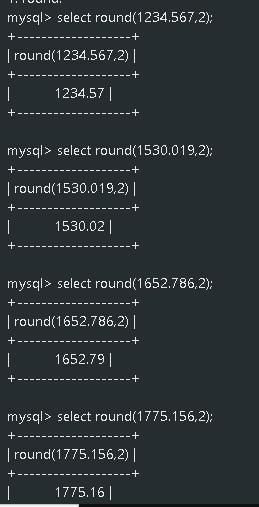 1. round:
mysql> select round(1234.567,2);
+-------------------+
| round(1234.567,2) |
+-------------------+
| 1234.57 |
+-------------------+
mysql> select round(1530.019,2);
+-------------------+
| round(1530.019,2) |
+-------------------+
| 1530.02 |
+-------------------+
mysql> select round(1652.786,2);
+-------------------+
| round(1652.786,2) |
+-------------------+
| 1652.79 |
+-------------------+
mysql> select round(1775.156,2);
+-------------------+
| round(1775.156,2) |
+-------------------+
| 1775.16 |